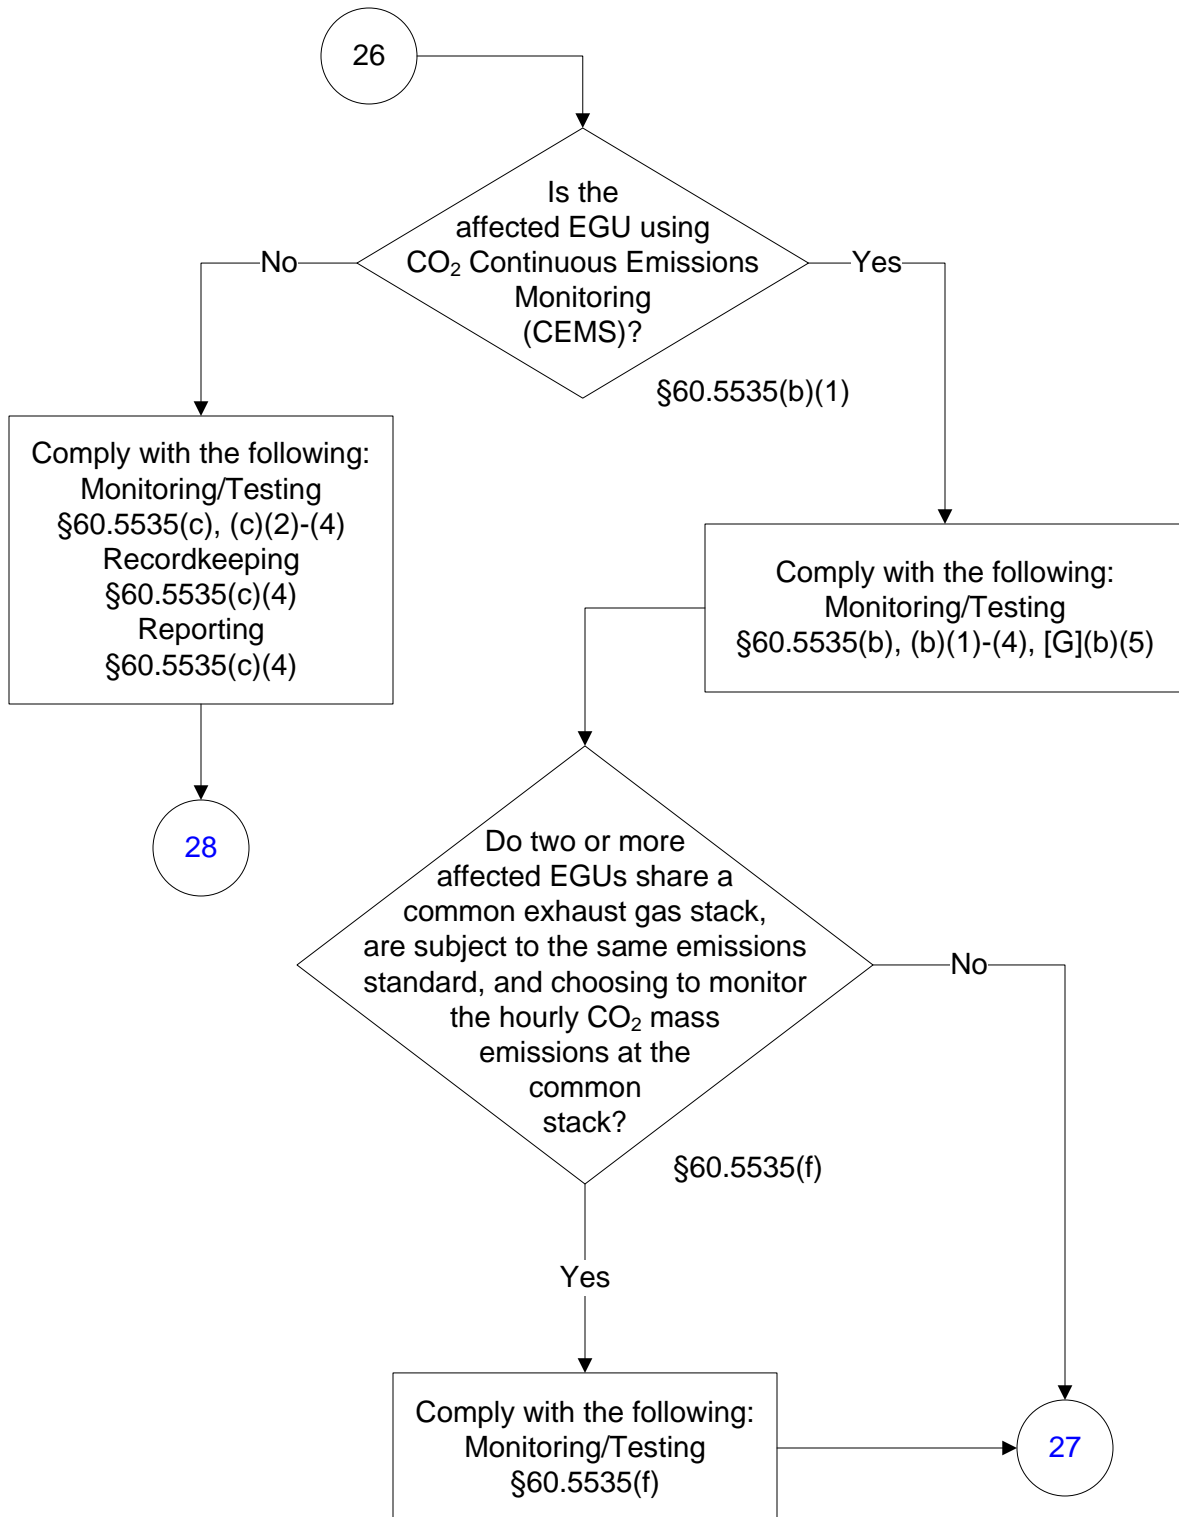 26
Is the
affected EGU using
CO₂ Continuous Emissions
Monitoring
(CEMS)?
No
Yes
§60.5535(b)(1)
Comply with the following:
Monitoring/Testing
§60.5535(c), (c)(2)-(4)
Recordkeeping
§60.5535(c)(4)
Reporting
§60.5535(c)(4)
Comply with the following:
Monitoring/Testing
§60.5535(b), (b)(1)-(4), [G](b)(5)
28
Do two or more
affected EGUs share a
common exhaust gas stack,
are subject to the same emissions
standard, and choosing to monitor
the hourly CO₂ mass
emissions at the
common
stack?
No
§60.5535(f)
Yes
Comply with the following:
Monitoring/Testing
§60.5535(f)
27